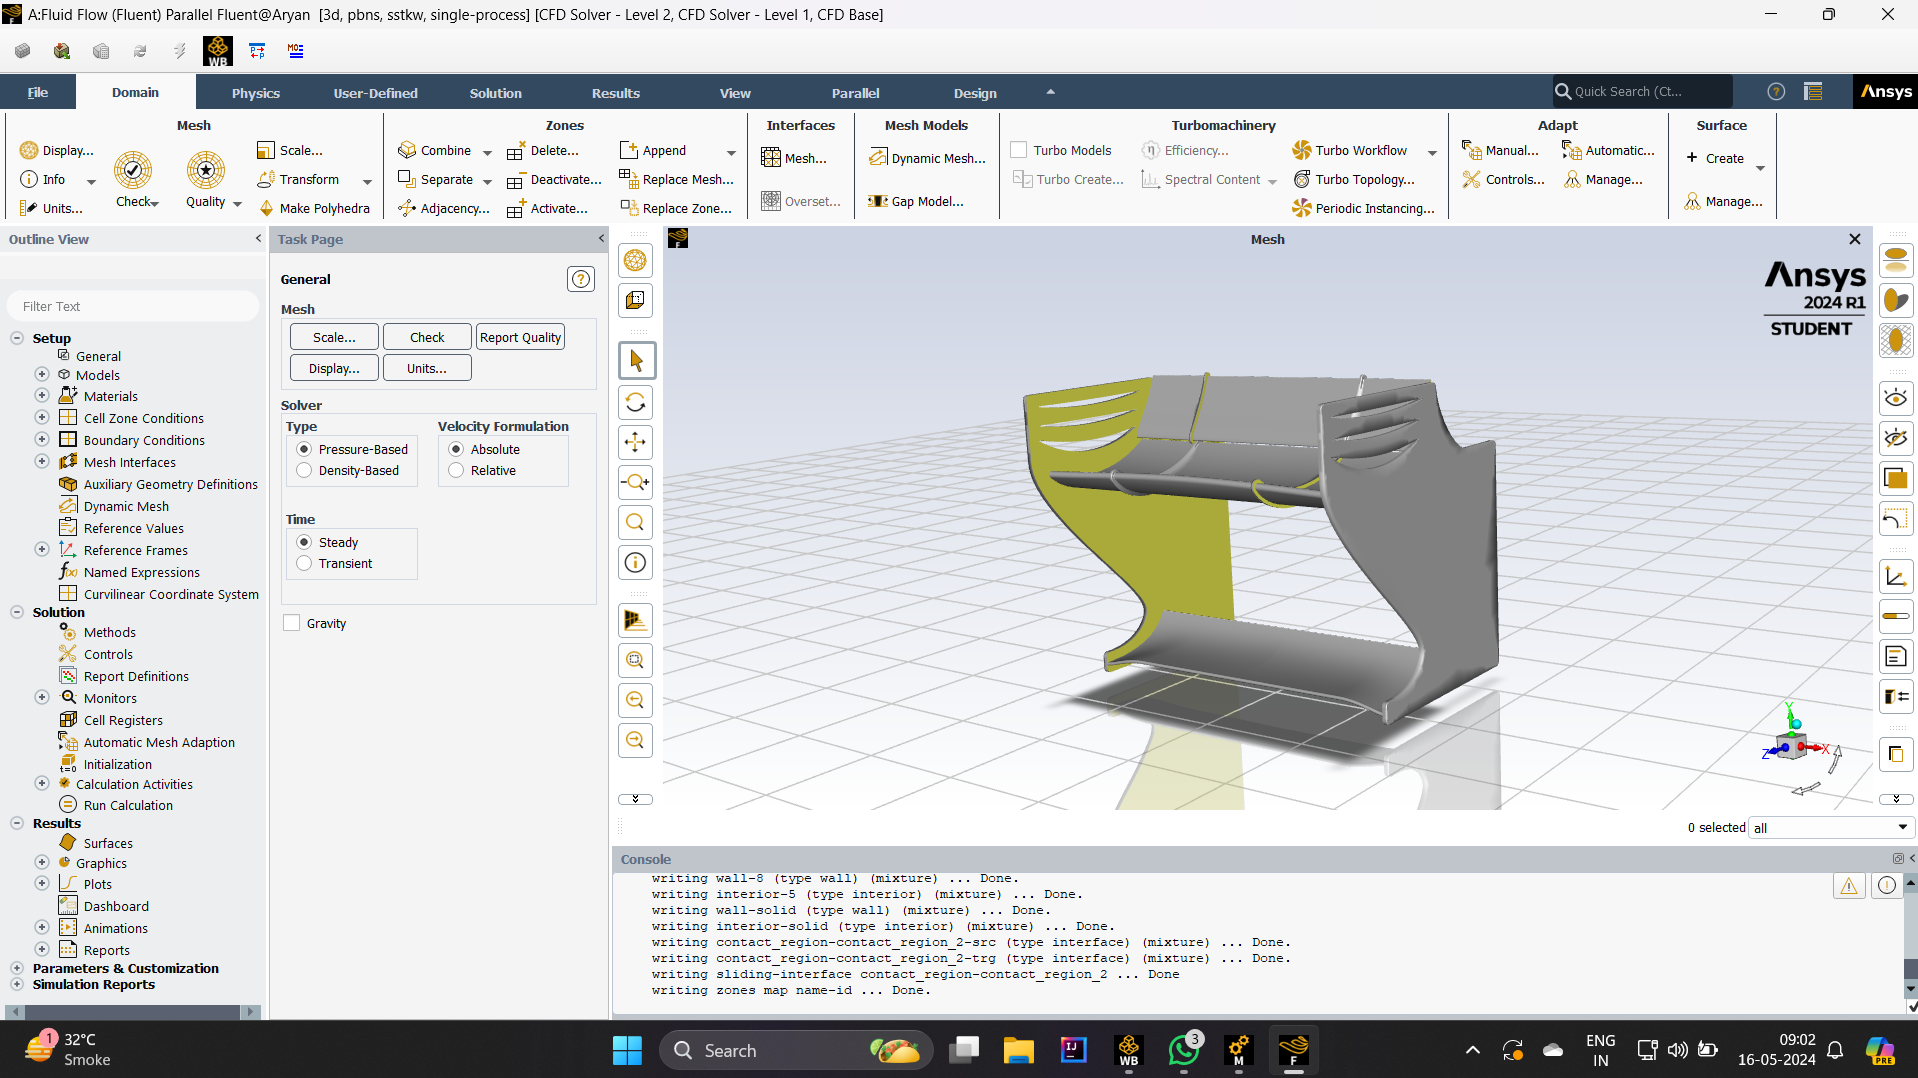 A:Fluid Flow (Fluent) Parallel Fluent@Aryan [3d, pbns, sstkw, single-process] [CFD Solver - Level 2, CFD Solver - Level 1, CFD Base]
WB
File Domain Physics User-Defined Solution Results View Parallel Design Quick Search (Ct... Ansys
Mesh
Display...
Info
Units...
Check
Quality
Scale...
Transform
Make Polyhedra
Zones
Combine
Separate
Adjacency...
Delete...
Deactivate...
Activate...
Append
Replace Mesh...
Replace Zone...
Interfaces
Mesh...
Overset...
Mesh Models
Dynamic Mesh...
Gap Model...
Turbomachinery
Turbo Models
Turbo Create...
Efficiency...
Spectral Content
Turbo Workflow
Turbo Topology...
Periodic Instancing...
Adapt
Manual...
Controls...
Automatic...
Manage...
Surface
+ Create
Manage...
Outline View
Filter Text
Setup
General
Models
Materials
Cell Zone Conditions
Boundary Conditions
Mesh Interfaces
Auxiliary Geometry Definitions
Dynamic Mesh
Reference Values
Reference Frames
Named Expressions
Curvilinear Coordinate System
Solution
Methods
Controls
Report Definitions
Monitors
Cell Registers
Automatic Mesh Adaption
Initialization
Calculation Activities
Run Calculation
Results
Surfaces
Graphics
Plots
Dashboard
Animations
Reports
Parameters & Customization
Simulation Reports
Task Page
General
Mesh
Scale... Check Report Quality
Display... Units...
Solver
Type
Pressure-Based
Density-Based
Velocity Formulation
Absolute
Relative
Time
Steady
Transient
Gravity
Mesh
Ansys
2024 R1
STUDENT
Y
Z
X
0 selected all
Console
writing wall-8 (type wall) (mixture) ... Done.
writing interior-5 (type interior) (mixture) ... Done.
writing wall-solid (type wall) (mixture) ... Done.
writing interior-solid (type interior) (mixture) ... Done.
writing contact_region-contact_region_2-src (type interface) (mixture) ... Done.
writing contact_region-contact_region_2-trg (type interface) (mixture) ... Done.
writing sliding-interface contact_region-contact_region_2 ... Done
writing zones map name-id ... Done.
1
32°C
Smoke
Search
IJ
WB
3
M
F
ENG
IN
09:02
16-05-2024
PRE